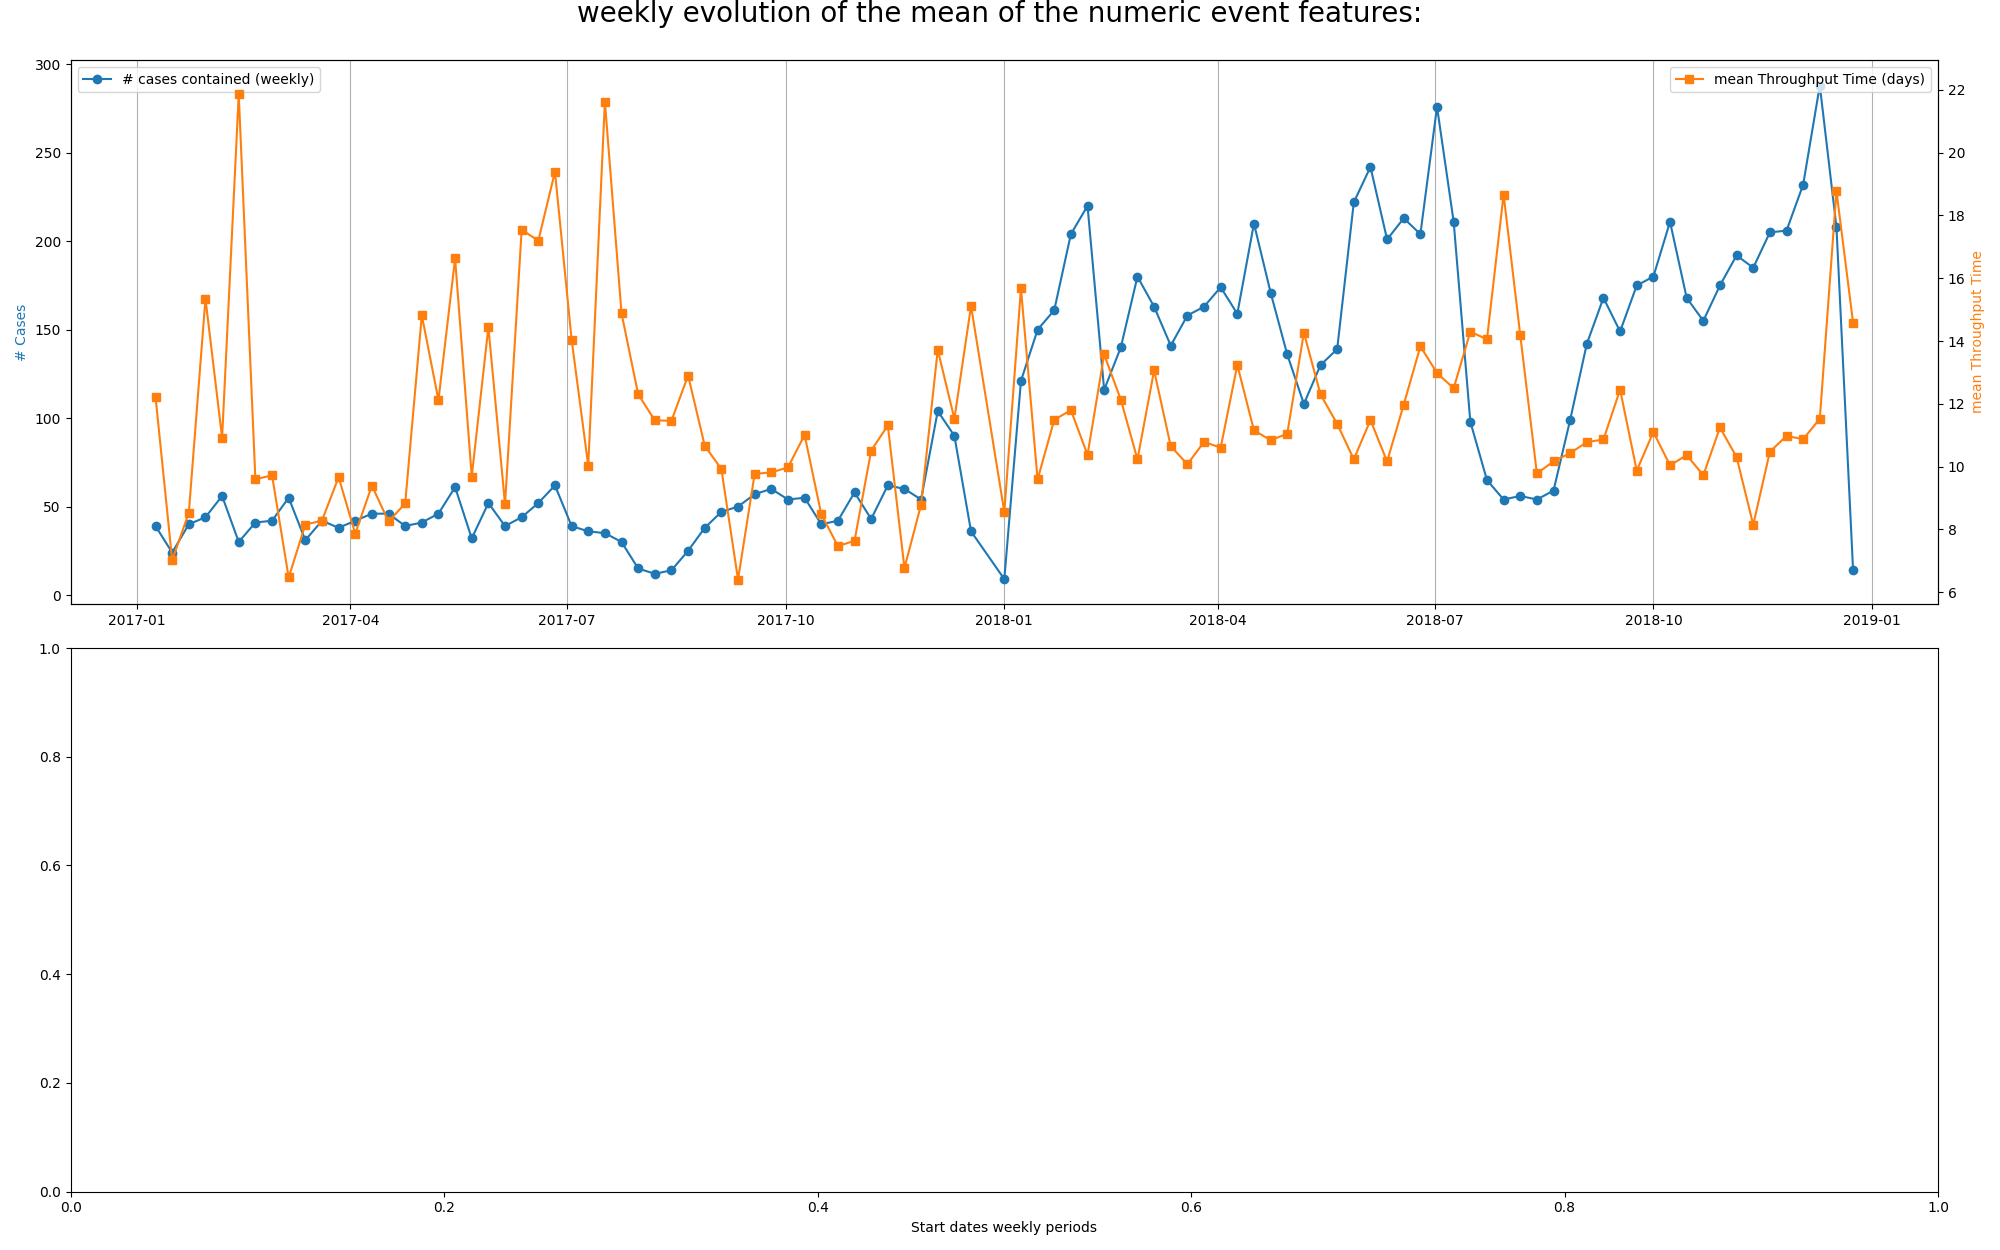 weekly evolution of the mean of the numeric event features:
# cases contained (weekly)
mean Throughput Time (days)
300
250
200
150
100
50
0
# Cases
22
20
18
16
14
12
10
8
6
mean Throughput Time
2017-01 2017-04 2017-07 2017-10 2018-01 2018-04 2018-07 2018-10 2019-01
1.0
0.8
0.6
0.4
0.2
0.0
0.0 0.2 0.4 0.6 0.8 1.0
Start dates weekly periods